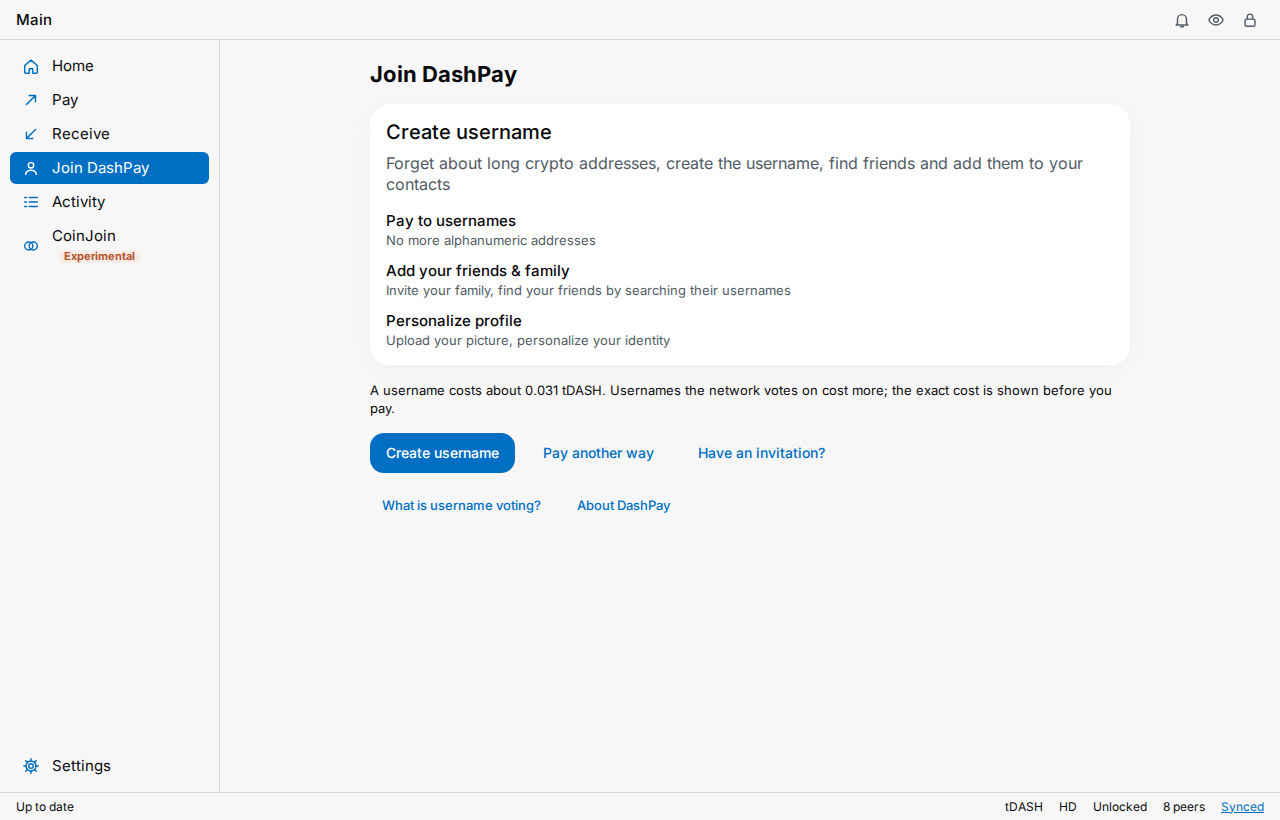 Main
Home
Pay
Receive
Join DashPay
Activity
CoinJoin
Experimental
Settings
Join DashPay
Create username
Forget about long crypto addresses, create the username, find friends and add them to your
contacts
Pay to usernames
No more alphanumeric addresses
Add your friends & family
Invite your family, find your friends by searching their usernames
Personalize profile
Upload your picture, personalize your identity
A username costs about 0.031 tDASH. Usernames the network votes on cost more; the exact cost is shown before you
pay.
Create username Pay another way Have an invitation?
What is username voting? About DashPay
Up to date tDASH HD Unlocked 8 peers Synced